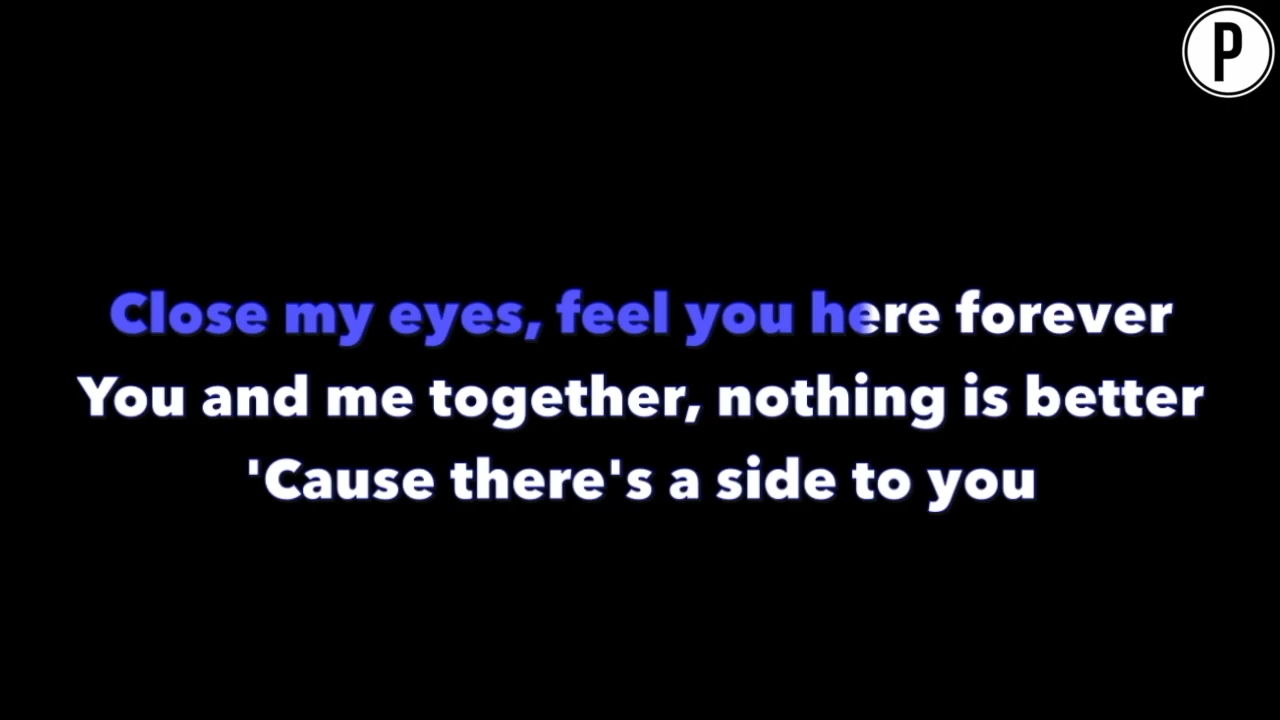 P
Close my eyes, feel you here forever
You and me together, nothing is better
'Cause there's a side to you